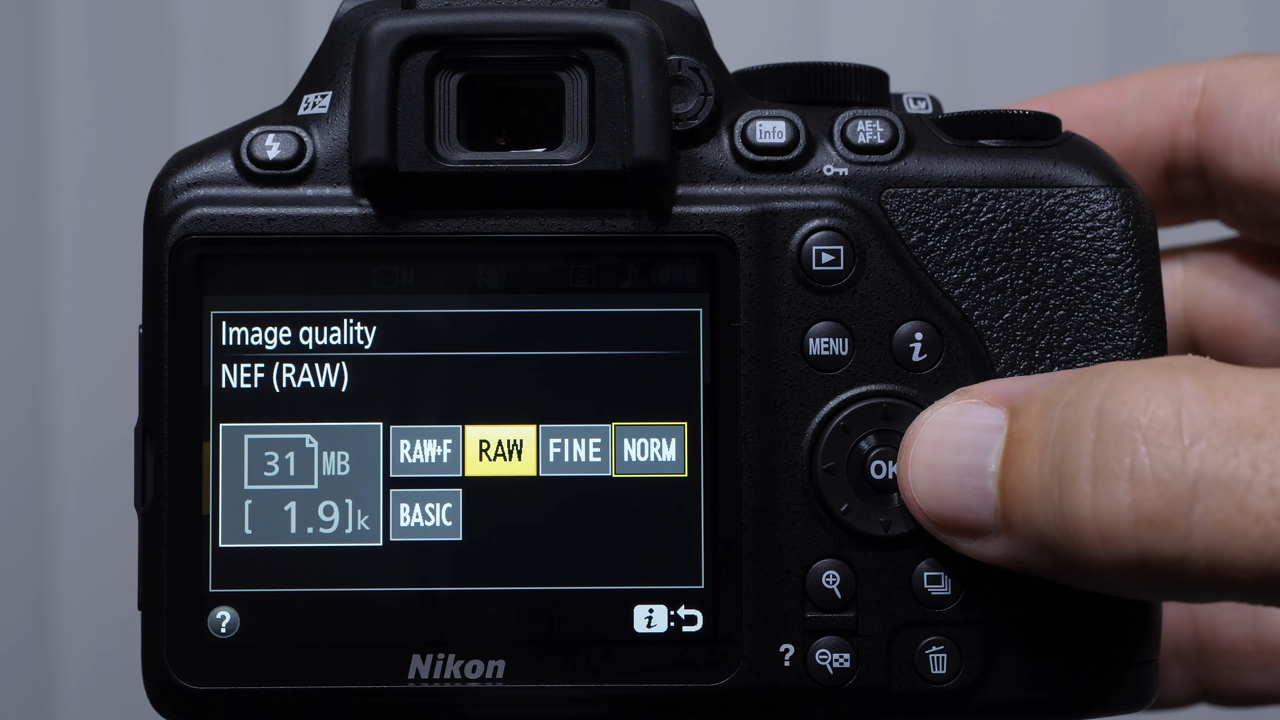 Lv
info
AE-L
AF-L
Image quality
NEF (RAW)
31 MB
[ 1.9]k
RAW+F RAW FINE NORM
BASIC
MENU i
OK
? i:
?
Nikon